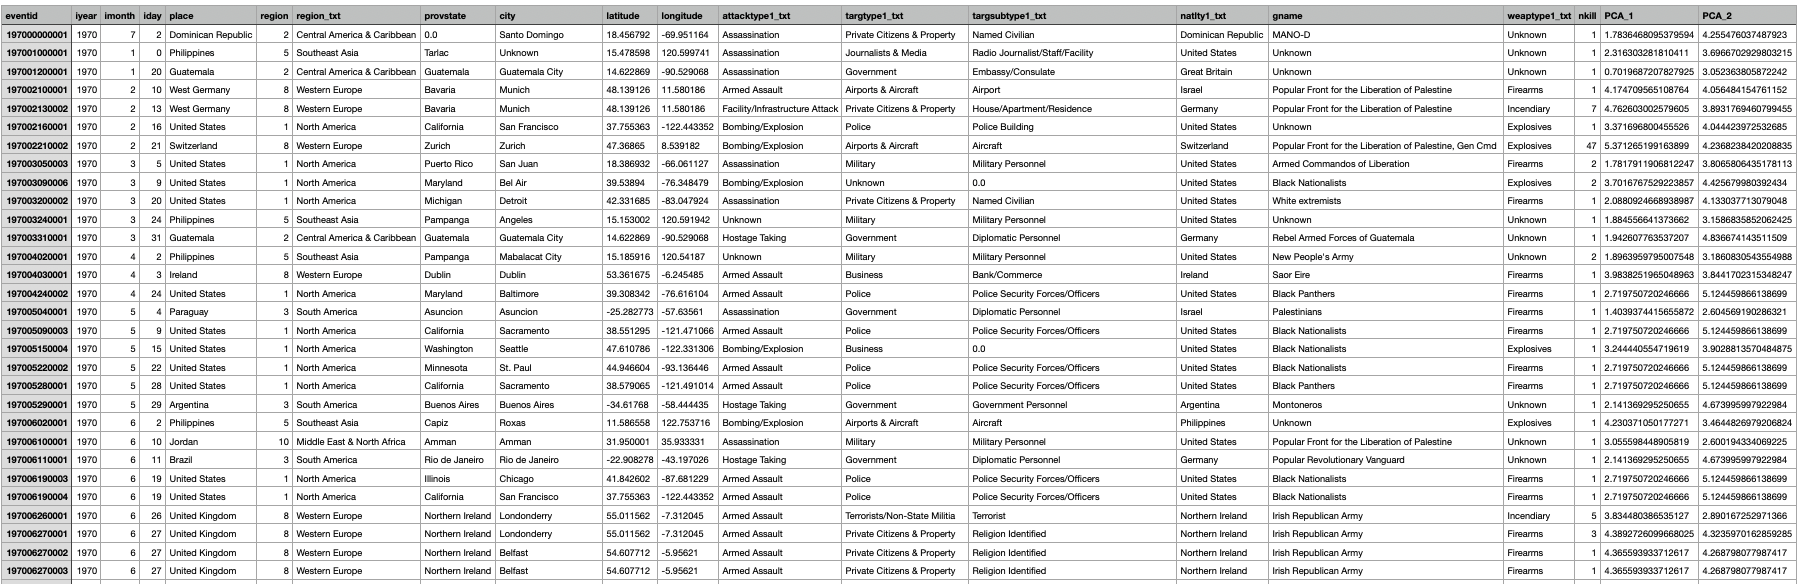 eventid iyear imonth iday place region region_txt provstate city latitude longitude attacktype1_txt targtype1_txt targsubtype1_txt natlty1_txt gname weaptype1_txt nkill PCA_1 PCA_2
197000000001 1970 7 2 Dominican Republic 2 Central America & Caribbean 0.0 Santo Domingo 18.456792 -69.951164 Assassination Private Citizens & Property Named Civilian Dominican Republic MANO-D Unknown 1 1.7836468095379594 4.255476037487923
197001000001 1970 1 0 Philippines 5 Southeast Asia Tarlac Unknown 15.478598 120.599741 Assassination Journalists & Media Radio Journalist/Staff/Facility United States Unknown Unknown 1 2.316303281810411 3.6966702929803215
197001200001 1970 1 20 Guatemala 2 Central America & Caribbean Guatemala Guatemala City 14.622869 -90.529068 Assassination Government Embassy/Consulate Great Britain Unknown Unknown 1 0.7019687207827925 3.052363805872242
197002100001 1970 2 10 West Germany 8 Western Europe Bavaria Munich 48.139126 11.580186 Armed Assault Airports & Aircraft Airport Israel Popular Front for the Liberation of Palestine Explosives 1 4.174709565108764 4.056484154761152
197002130002 1970 2 13 West Germany 8 Western Europe Bavaria Munich 48.139126 11.580186 Facility/Infrastructure Attack Private Citizens & Property House/Apartment/Residence Germany Popular Front for the Liberation of Palestine Incendiary 7 4.762603002579605 3.8931769460799455
197002160001 1970 2 16 United States 1 North America California San Francisco 37.755363 -122.443352 Bombing/Explosion Police Police Building United States Unknown Explosives 1 3.371696800455526 4.044423972532685
197002210002 1970 2 21 Switzerland 8 Western Europe Zurich Zurich 47.36865 8.539182 Bombing/Explosion Airports & Aircraft Aircraft Switzerland Popular Front for the Liberation of Palestine, Gen Cmd Explosives 47 5.371265199163899 4.2368238420208835
197003050003 1970 3 5 United States 1 North America Puerto Rico San Juan 18.386932 -66.061127 Assassination Military Military Personnel United States Armed Commandos of Liberation Firearms 2 1.7817911906812247 3.8065806435178113
197003090006 1970 3 9 United States 1 North America Maryland Bel Air 39.53894 -76.348479 Bombing/Explosion Unknown 0.0 United States Black Nationalists Explosives 2 3.7016767529223857 4.425679980392434
197003200002 1970 3 20 United States 1 North America Michigan Detroit 42.331685 -83.047924 Assassination Private Citizens & Property Named Civilian United States White extremists Firearms 1 2.0880924668938987 4.133037713079048
197003240001 1970 3 24 Philippines 5 Southeast Asia Pampanga Angeles 15.153002 120.591942 Unknown Military Military Personnel United States Unknown Unknown 1 1.884556641373662 3.1586835852062425
197003310001 1970 3 31 Guatemala 2 Central America & Caribbean Guatemala Guatemala City 14.622869 -90.529068 Hostage Taking Government Diplomatic Personnel Germany Rebel Armed Forces of Guatemala Unknown 1 1.942607763537207 4.836674143511509
197004020001 1970 4 2 Philippines 5 Southeast Asia Pampanga Mabalacat City 15.185916 120.54187 Unknown Military Military Personnel United States New People's Army Unknown 2 1.8963959795007548 3.1860830543554988
197004030001 1970 4 3 Ireland 8 Western Europe Dublin Dublin 53.361675 -6.245485 Armed Assault Business Bank/Commerce Ireland Saor Eire Firearms 1 3.9838251965048963 3.8441702315348247
197004240002 1970 4 24 United States 1 North America Maryland Baltimore 39.308342 -76.616104 Armed Assault Police Police Security Forces/Officers United States Black Panthers Firearms 1 2.719750720246666 5.124459866138699
197005040001 1970 5 4 Paraguay 3 South America Asuncion Asuncion -25.282773 -57.63561 Assassination Government Diplomatic Personnel Israel Palestinians Firearms 1 1.4039374415655872 2.604569190286321
197005090003 1970 5 9 United States 1 North America California Sacramento 38.551295 -121.471066 Armed Assault Police Police Security Forces/Officers United States Black Nationalists Firearms 1 2.719750720246666 5.124459866138699
197005150004 1970 5 15 United States 1 North America Washington Seattle 47.610786 -122.331306 Bombing/Explosion Business 0.0 United States Black Nationalists Explosives 1 3.244440554719619 3.9028813570484875
197005220002 1970 5 22 United States 1 North America Minnesota St. Paul 44.946604 -93.136446 Armed Assault Police Police Security Forces/Officers United States Black Nationalists Firearms 1 2.719750720246666 5.124459866138699
197005280001 1970 5 28 United States 1 North America California Sacramento 38.579065 -121.491014 Armed Assault Police Police Security Forces/Officers United States Black Panthers Firearms 1 2.719750720246666 5.124459866138699
197005290001 1970 5 29 Argentina 3 South America Buenos Aires Buenos Aires -34.61768 -58.444435 Hostage Taking Government Government Personnel Argentina Montoneros Unknown 1 2.141369295250655 4.673995997922984
197006020001 1970 6 2 Philippines 5 Southeast Asia Capiz Roxas 11.586558 122.753716 Bombing/Explosion Airports & Aircraft Aircraft Philippines Unknown Explosives 1 4.230371050177271 3.4644826979206824
197006100001 1970 6 10 Jordan 10 Middle East & North Africa Amman Amman 31.950001 35.933331 Assassination Military Military Personnel United States Popular Front for the Liberation of Palestine Unknown 1 3.055598448905819 2.600194334069225
197006110001 1970 6 11 Brazil 3 South America Rio de Janeiro Rio de Janeiro -22.908278 -43.197026 Hostage Taking Government Diplomatic Personnel Germany Popular Revolutionary Vanguard Unknown 1 2.141369295250655 4.673995997922984
197006190003 1970 6 19 United States 1 North America Illinois Chicago 41.842602 -87.681229 Armed Assault Police Police Security Forces/Officers United States Black Nationalists Firearms 1 2.719750720246666 5.124459866138699
197006190004 1970 6 19 United States 1 North America California San Francisco 37.755363 -122.443352 Armed Assault Police Police Security Forces/Officers United States Black Nationalists Firearms 1 2.719750720246666 5.124459866138699
197006260001 1970 6 26 United Kingdom 8 Western Europe Northern Ireland Londonderry 55.011562 -7.312045 Armed Assault Terrorists/Non-State Militia Terrorist Northern Ireland Irish Republican Army Incendiary 5 3.834480386535127 2.890167252971366
197006270001 1970 6 27 United Kingdom 8 Western Europe Northern Ireland Londonderry 55.011562 -7.312045 Armed Assault Private Citizens & Property Religion Identified Northern Ireland Irish Republican Army Firearms 3 4.3892726099668025 4.3235970162859285
197006270002 1970 6 27 United Kingdom 8 Western Europe Northern Ireland Belfast 54.607712 -5.95621 Armed Assault Private Citizens & Property Religion Identified Northern Ireland Irish Republican Army Firearms 1 4.365593933712617 4.268798077987417
197006270003 1970 6 27 United Kingdom 8 Western Europe Northern Ireland Belfast 54.607712 -5.95621 Armed Assault Private Citizens & Property Religion Identified Northern Ireland Irish Republican Army Firearms 1 4.365593933712617 4.268798077987417